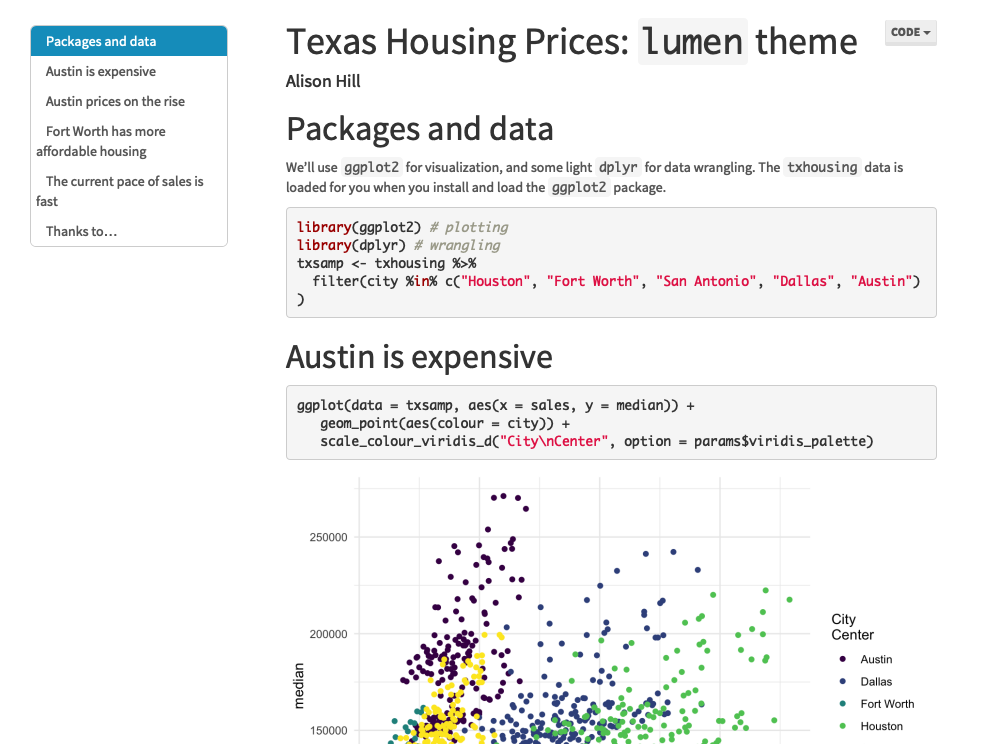 Packages and data
Austin is expensive
Austin prices on the rise
Fort Worth has more
affordable housing
The current pace of sales is
fast
Thanks to…
Texas Housing Prices: lumen theme
CODE
Alison Hill
Packages and data
We’ll use ggplot2 for visualization, and some light dplyr for data wrangling. The txhousing data is
loaded for you when you install and load the ggplot2 package.
library(ggplot2) # plotting
library(dplyr) # wrangling
txsamp <- txhousing %>%
  filter(city %in% c("Houston", "Fort Worth", "San Antonio", "Dallas", "Austin")
)
Austin is expensive
ggplot(data = txsamp, aes(x = sales, y = median)) +
   geom_point(aes(colour = city)) +
   scale_colour_viridis_d("City\nCenter", option = params$viridis_palette)
250000
200000
150000
median
City
Center
Austin
Dallas
Fort Worth
Houston